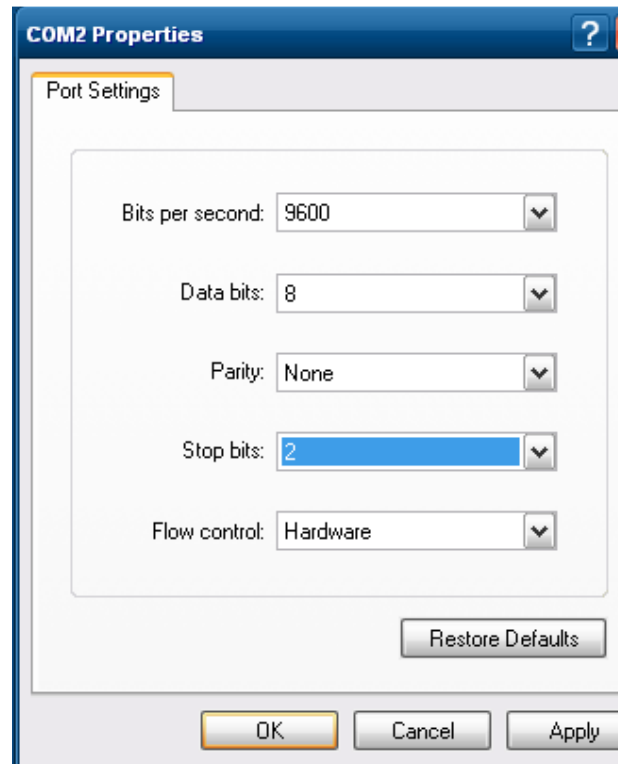 COM2 Properties ?
Port Settings
Bits per second: 9600
Data bits: 8
Parity: None
Stop bits: 2
Flow control: Hardware
Restore Defaults
OK Cancel Apply